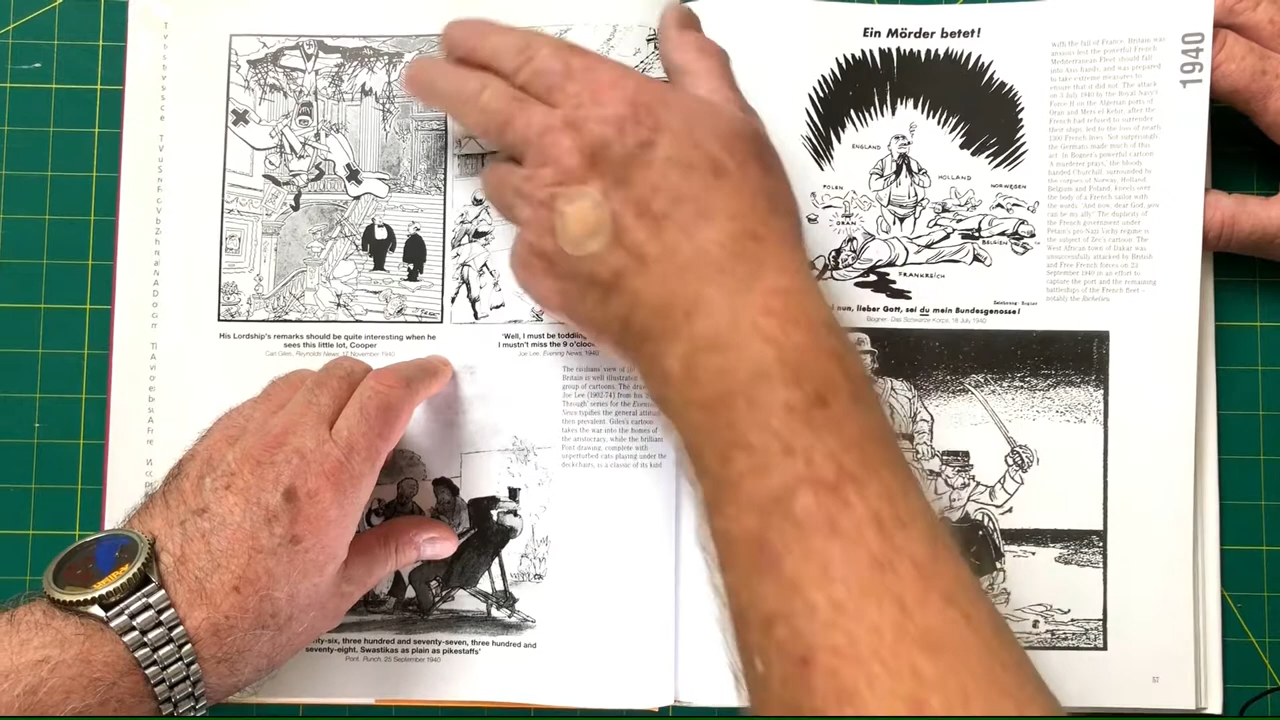 His Lordship's remarks should be quite interesting when he
sees this little lot, Cooper
Carl Giles, Reynolds News, 17 November 1940
'Well, I must be toddling
I mustn't miss the 9 o'cloc
Joe Lee, Evening News, 1940
The civilians' view of
Britain is well illustrated
group of cartoons. The
Joe Lee (1902-74) from his
Through' series for the Evening
News typifies the general
then prevalent. Giles's cartoon
takes the war into the homes of
the aristocracy, while the brilliant
Pont drawing, complete with
unperturbed cats playing under the
deckchairs, is a classic of its kind
nty-six, three hundred and seventy-seven, three hundred and
seventy-eight. Swastikas as plain as pikestaffs'
Pont, Punch, 25 September 1940
Ein Mörder betet!
ENGLAND
HOLLAND
POLEN
NORWEGEN
ORAN
BELGIEN
FRANKREICH
Zeichnung: Bogner
nun, lieber Gott, sei du mein Bundesgenosse!
Bogner, Das Schwarze Korps, 18 July 1940
1940
With the fall of France, Britain was
anxious lest the powerful French
Mediterranean Fleet should fall
into Axis hands, and was prepared
to take extreme measures to
ensure that it did not. The attack
on 3 July 1940 by the Royal Navy's
Force H on the Algerian ports of
Oran and Mers el-Kebir, after the
French had refused to surrender
their ships, led to the loss of nearly
1300 French lives. Not surprisingly,
the Germans made much of this
act. In Bogner's powerful cartoon
'A murderer prays,' the bloody
handed Churchill, surrounded by
the corpses of Norway, Holland,
Belgium and Poland, kneels over
the body of a French sailor with
the words 'And now, dear God, you
can be my ally!' The duplicity of
the French government under
Petain's pro-Nazi Vichy regime is
the subject of Zec's cartoon. The
West African town of Dakar was
unsuccessfully attacked by British
and Free French forces on 23
September 1940 in an effort to
capture the port and the remaining
battleships of the French fleet –
notably the Richelieu.
57